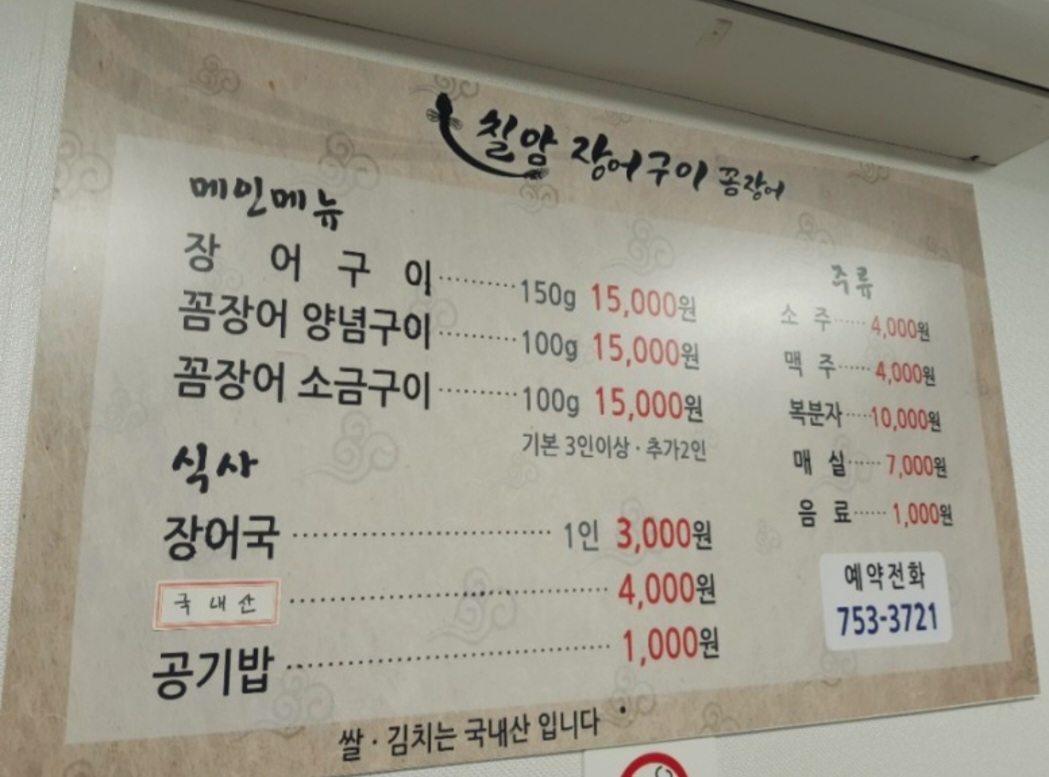 칠암 장어구이 꼼장어
메인메뉴
장 어 구 이 ········ 150g 15,000원
꼼장어 양념구이 ········ 100g 15,000원
꼼장어 소금구이 ········ 100g 15,000원
기본 3인이상 · 추가2인
식사
장어국 ························ 1인 3,000원
국내산 ······························ 4,000원
공기밥 ······························ 1,000원
쌀 · 김치는 국내산 입니다
주류
소 주 ····· 4,000원
맥 주 ····· 4,000원
복분자 ···· 10,000원
매 실 ····· 7,000원
음 료 ····· 1,000원
예약전화
753-3721